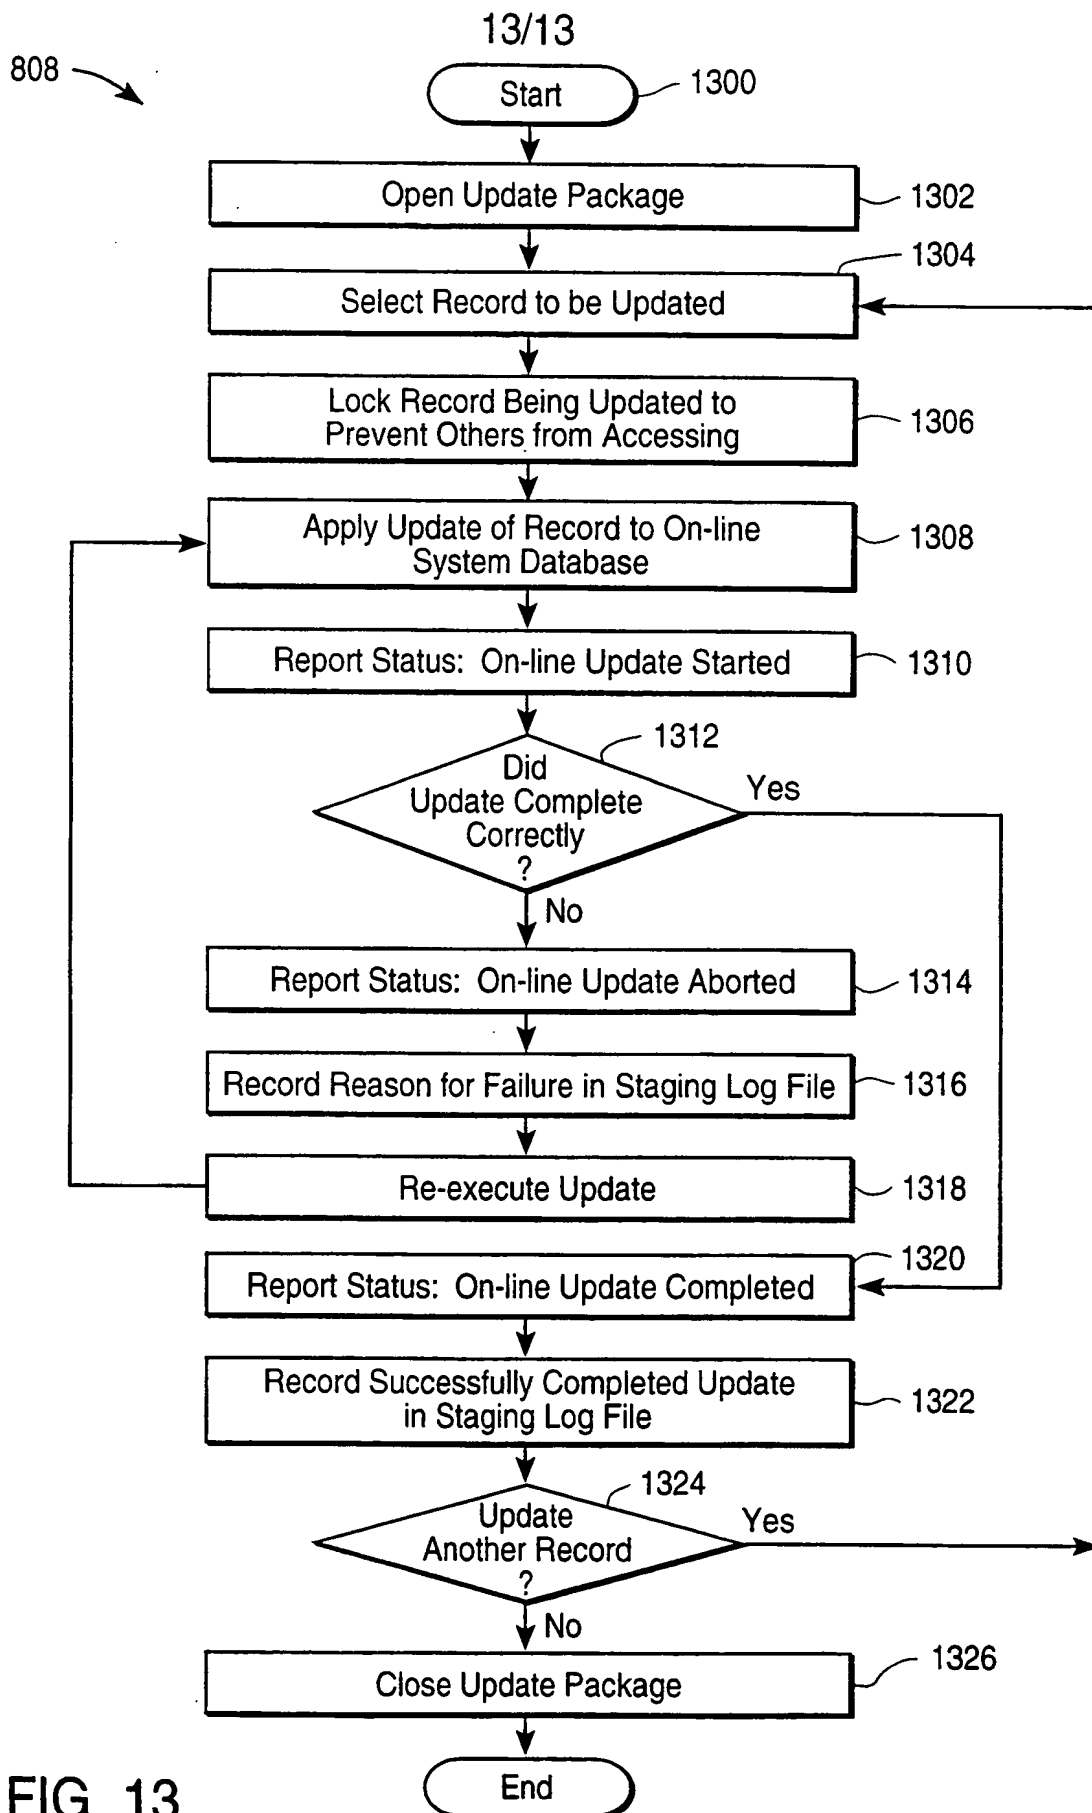 13/13
808
Start
1300
Open Update Package
1302
1304
Select Record to be Updated
Lock Record Being Updated to
Prevent Others from Accessing
1306
Apply Update of Record to On-line
System Database
1308
Report Status: On-line Update Started
1310
1312
Did
Update Complete
Correctly
?
Yes
No
Report Status: On-line Update Aborted
1314
Record Reason for Failure in Staging Log File
1316
Re-execute Update
1318
1320
Report Status: On-line Update Completed
Record Successfully Completed Update
in Staging Log File
1322
1324
Update
Another Record
?
Yes
No
1326
Close Update Package
End
FIG. 13